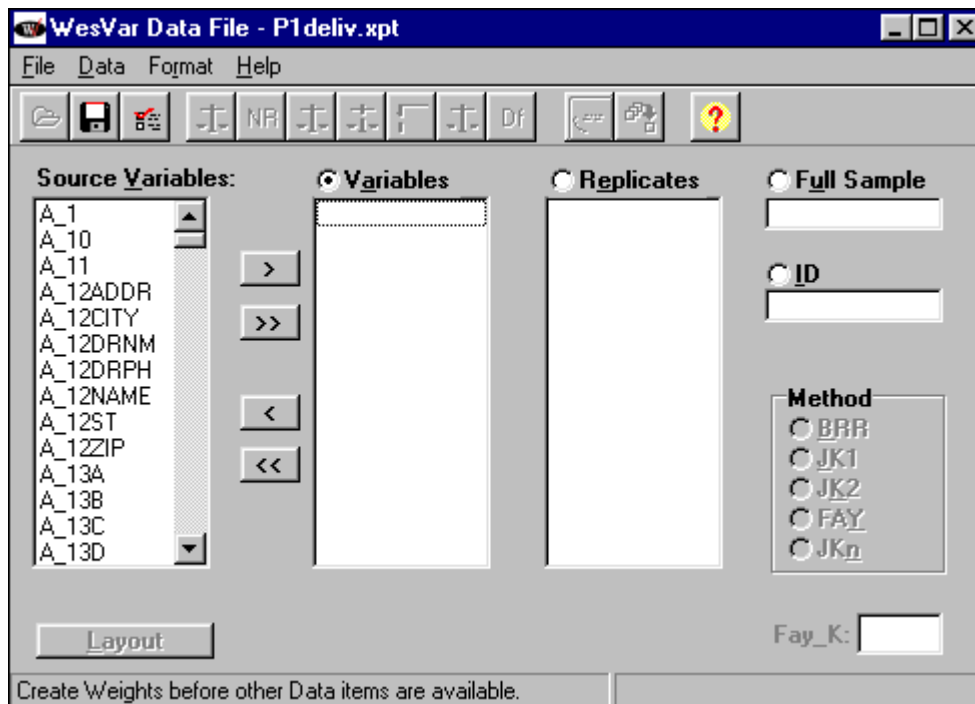 WesVar Data File - P1deliv.xpt
File Data Format Help
NR Df ?
Source Variables: Variables Replicates Full Sample
A_1
A_10
A_11
A_12ADDR
A_12CITY
A_12DRNM
A_12DRPH
A_12NAME
A_12ST
A_12ZIP
A_13A
A_13B
A_13C
A_13D
>
>>
<
<<
ID
Method
BRR
JK1
JK2
FAY
JKn
Layout
Fay_K:
Create Weights before other Data items are available.